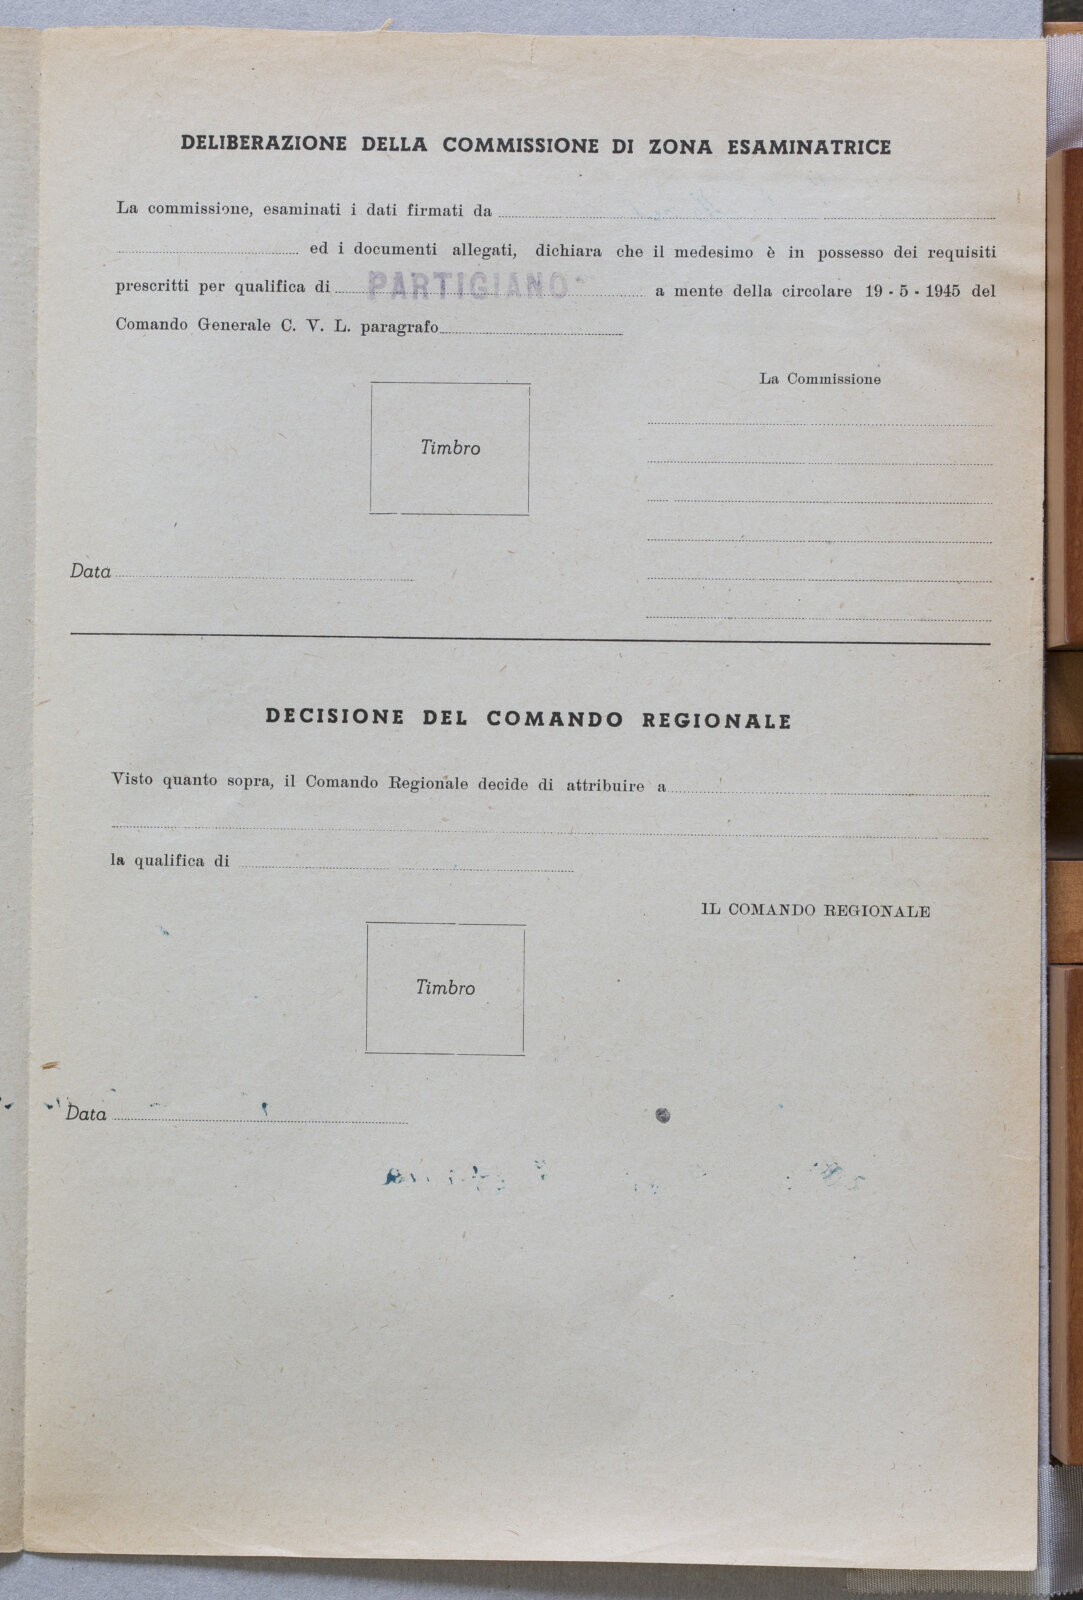 DELIBERAZIONE DELLA COMMISSIONE DI ZONA ESAMINATRICE
La commissione, esaminati i dati firmati da
ed i documenti allegati, dichiara che il medesimo è in possesso dei requisiti
prescritti per qualifica di PARTIGIANO a mente della circolare 19 - 5 - 1945 del
Comando Generale C. V. L. paragrafo
La Commissione
Timbro
Data
DECISIONE DEL COMANDO REGIONALE
Visto quanto sopra, il Comando Regionale decide di attribuire a
la qualifica di
IL COMANDO REGIONALE
Timbro
Data